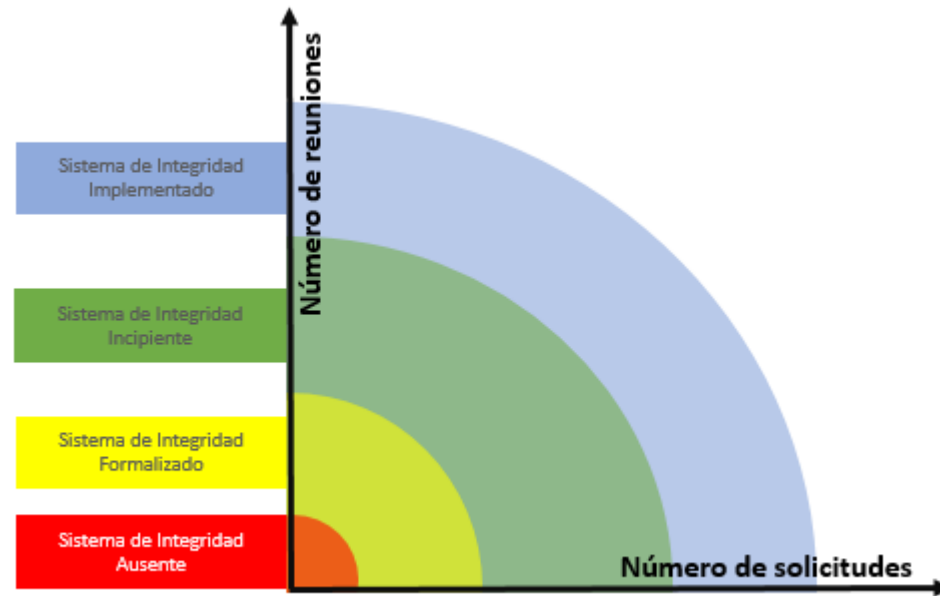 Número de reuniones
Sistema de Integridad
Implementado
Sistema de Integridad
Incipiente
Sistema de Integridad
Formalizado
Sistema de Integridad
Ausente
Número de solicitudes